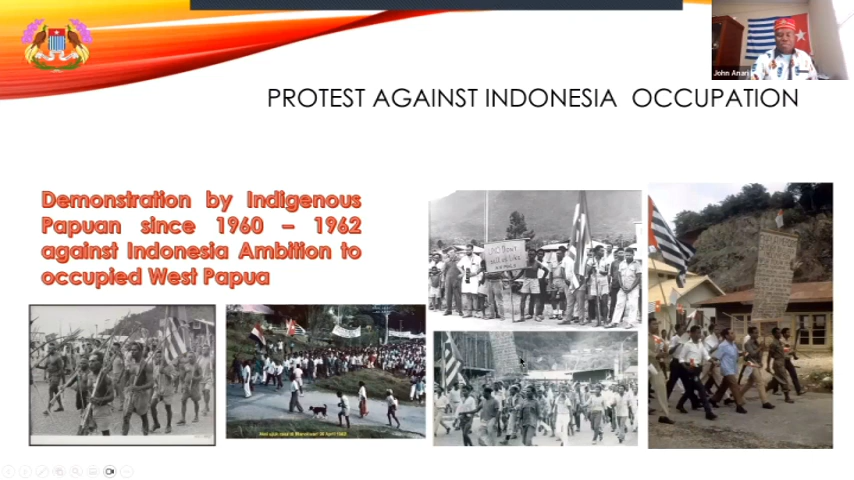 John Anari
PROTEST AGAINST INDONESIA OCCUPATION
Demonstration by Indigenous
Papuan since 1960 – 1962
against Indonesia Ambition to
occupied West Papua